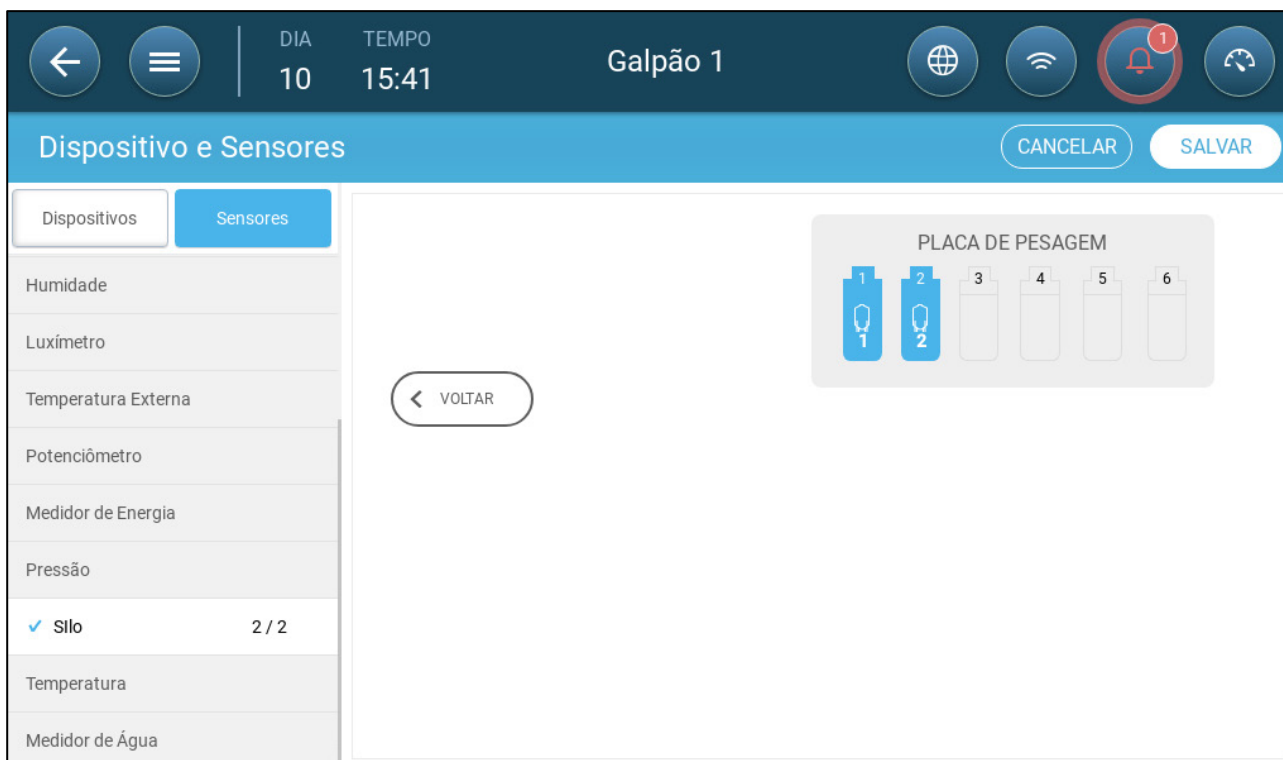 DIA TEMPO
10 15:41 Galpão 1 1
Dispositivo e Sensores CANCELAR SALVAR
Dispositivos Sensores
Humidade
Luxímetro
Temperatura Externa
Potenciômetro
Medidor de Energia
Pressão
SIlo 2 / 2
Temperatura
Medidor de Água
VOLTAR
PLACA DE PESAGEM
1 2 3 4 5 6
1 2